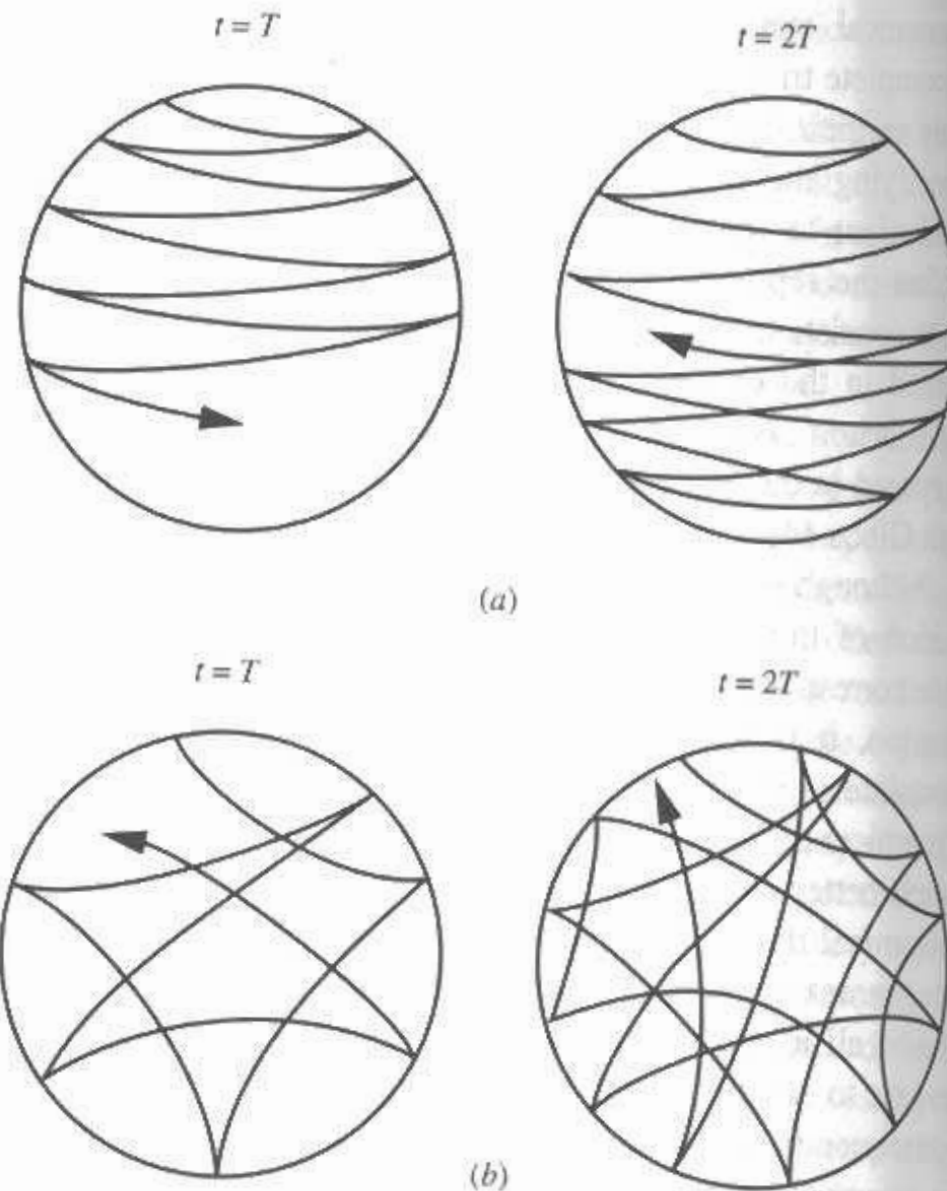 t = T
t = 2T
(a)
t = T
t = 2T
(b)